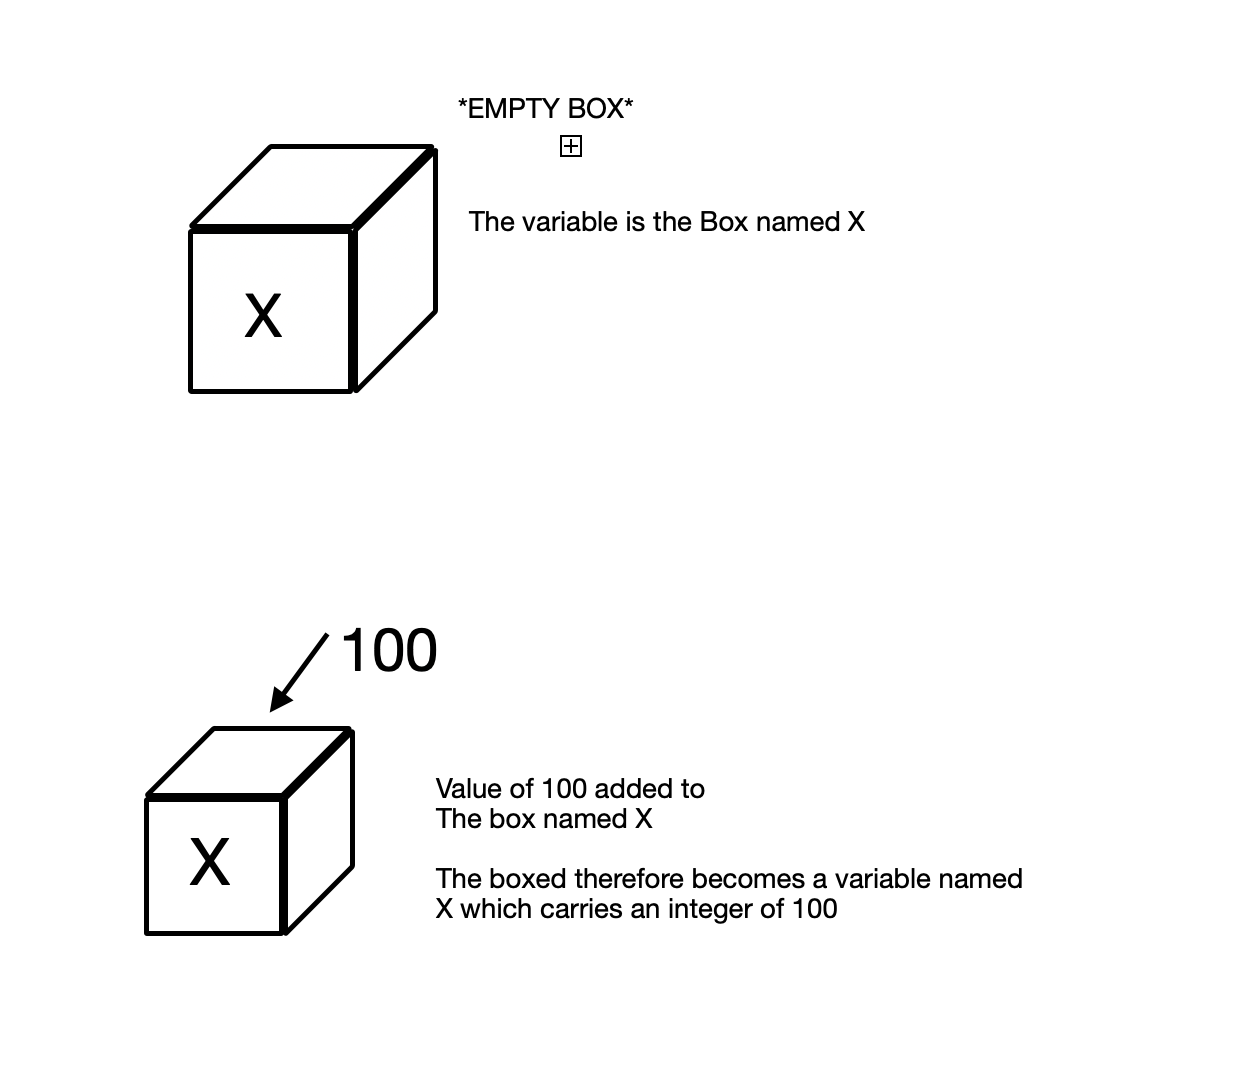 *EMPTY BOX*
The variable is the Box named X
X
100
Value of 100 added to
The box named X
The boxed therefore becomes a variable named
X which carries an integer of 100
X